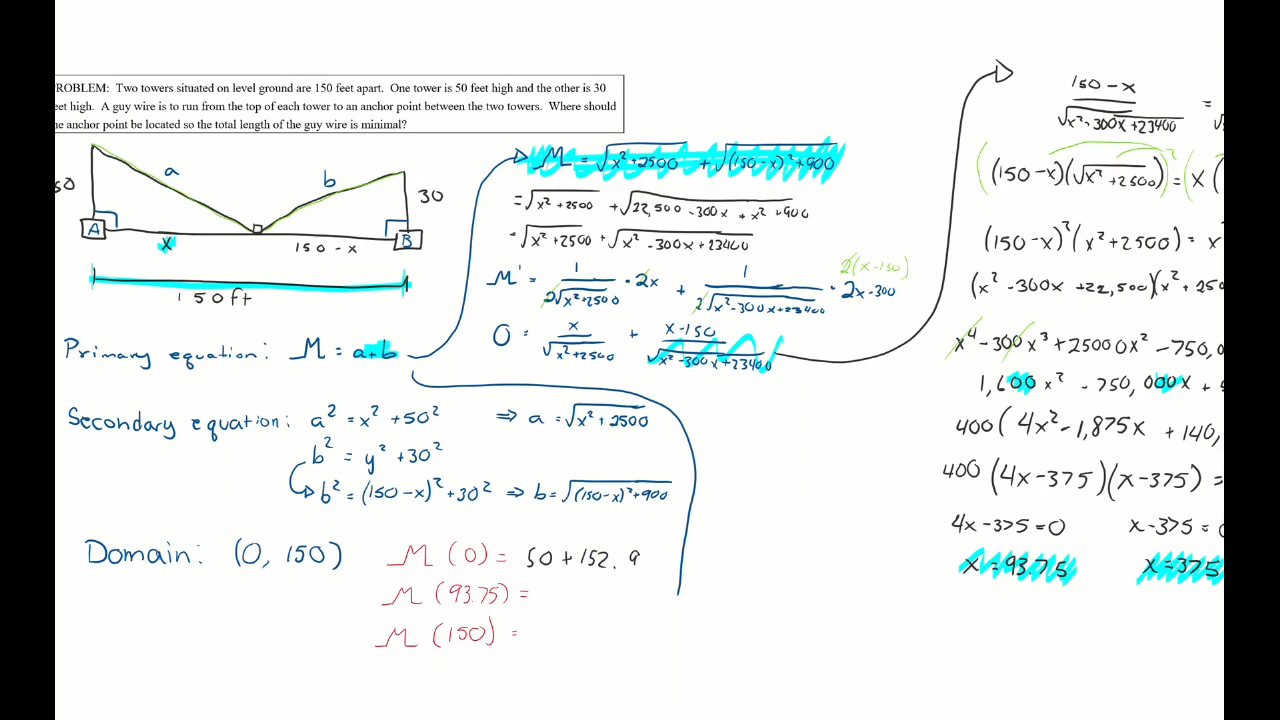 ROBLEM: Two towers situated on level ground are 150 feet apart. One tower is 50 feet high and the other is 30
eet high. A guy wire is to run from the top of each tower to an anchor point between the two towers. Where should
e anchor point be located so the total length of the guy wire is minimal?
a
b
50
30
A
x
150 - x
B
150 ft
Primary equation: M = a+b
Secondary equation: a² = x² + 50² ⇒ a = √(x²+2500)
b² = y² + 30²
b² = (150-x)² + 30² ⇒ b = √((150-x)²+900)
Domain: (0, 150)
M (0) = 50 + 152. 9
M (93.75) =
M (150) =
M = √(x²+2500) + √((150-x)²+900)
= √(x²+2500) + √(22,500 -300x + x² + 900)
= √(x²+2500) + √(x² -300x +23400)
2(x-150)
M' = 1/(2√(x²+2500)) · 2x + 1/(2√(x²-300x+23400)) · 2x-300
0 = x/√(x²+2500) + (x-150)/√(x²-300x+23400)
(150-x)/√(x²-300x+23400) =
((150-x)(√(x²+2500))² = (x (
(150-x)²(x²+2500) = x
(x² -300x +22,500)(x² + 250
x⁴ -300x³ + 25000x² -750,0
1,600x² - 750,000x +
400(4x² - 1,875x + 140,
400(4x-375)(x-375) =
4x-375=0 x-375=0
x = 93.75 x=375